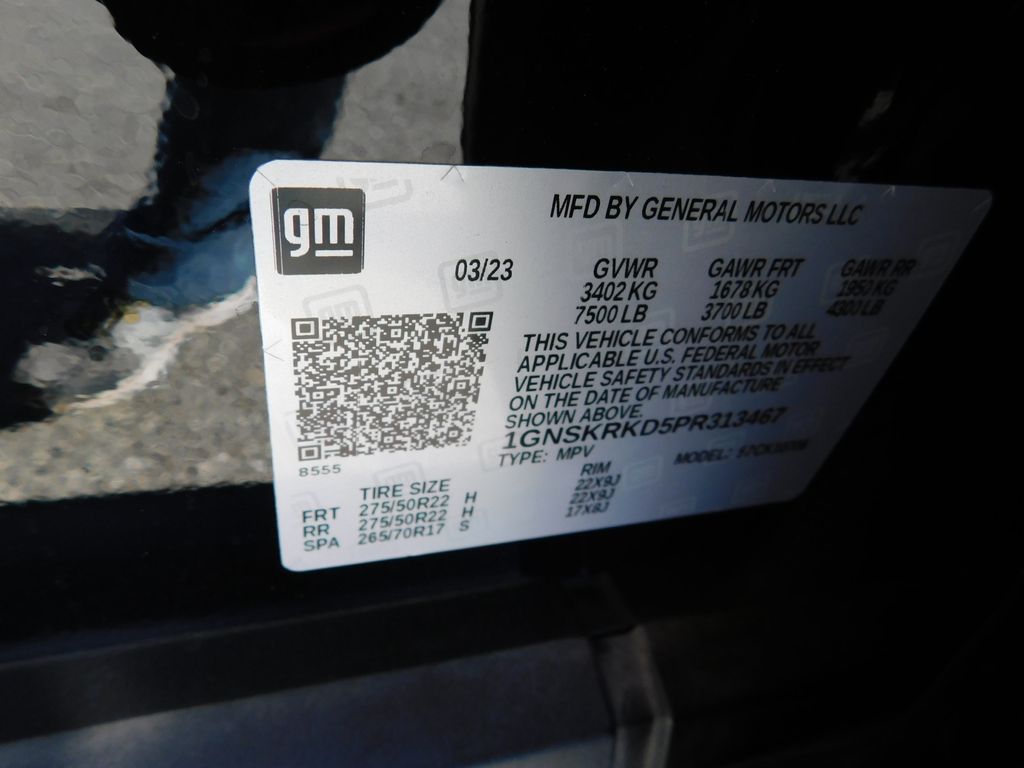 gm
MFD BY GENERAL MOTORS LLC
03/23 GVWR GAWR FRT GAWR RR
3402 KG 1678 KG 1950 KG
7500 LB 3700 LB 4300 LB
THIS VEHICLE CONFORMS TO ALL
APPLICABLE U.S. FEDERAL MOTOR
VEHICLE SAFETY STANDARDS IN EFFECT
ON THE DATE OF MANUFACTURE
SHOWN ABOVE.
1GNSKRKD5PR313467
TYPE: MPV MODEL:
8555
TIRE SIZE RIM
FRT 275/50R22 H 22X9J
RR 275/50R22 H 22X9J
SPA 265/70R17 S 17X8J